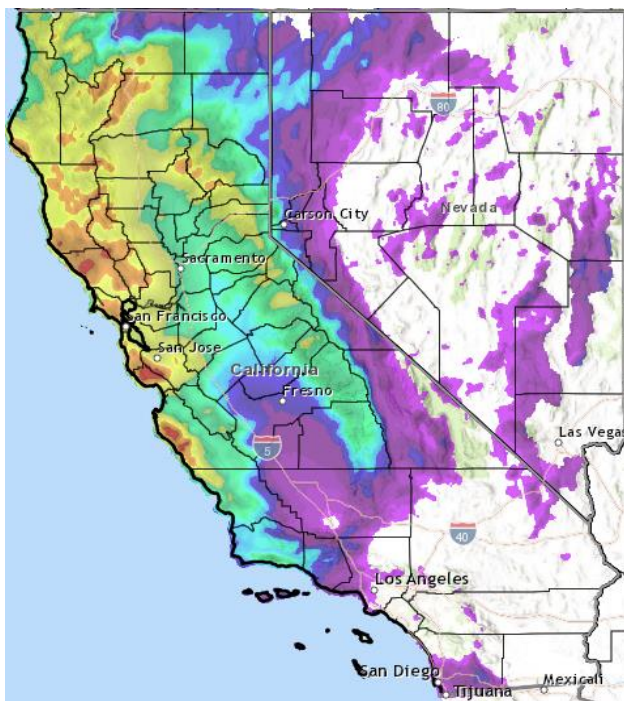 80
Nevada
Carson City
Sacramento
San Francisco
San Jose
California
Fresno
Las Vegas
5
40
Los Angeles
San Diego
Tijuana
Mexicali